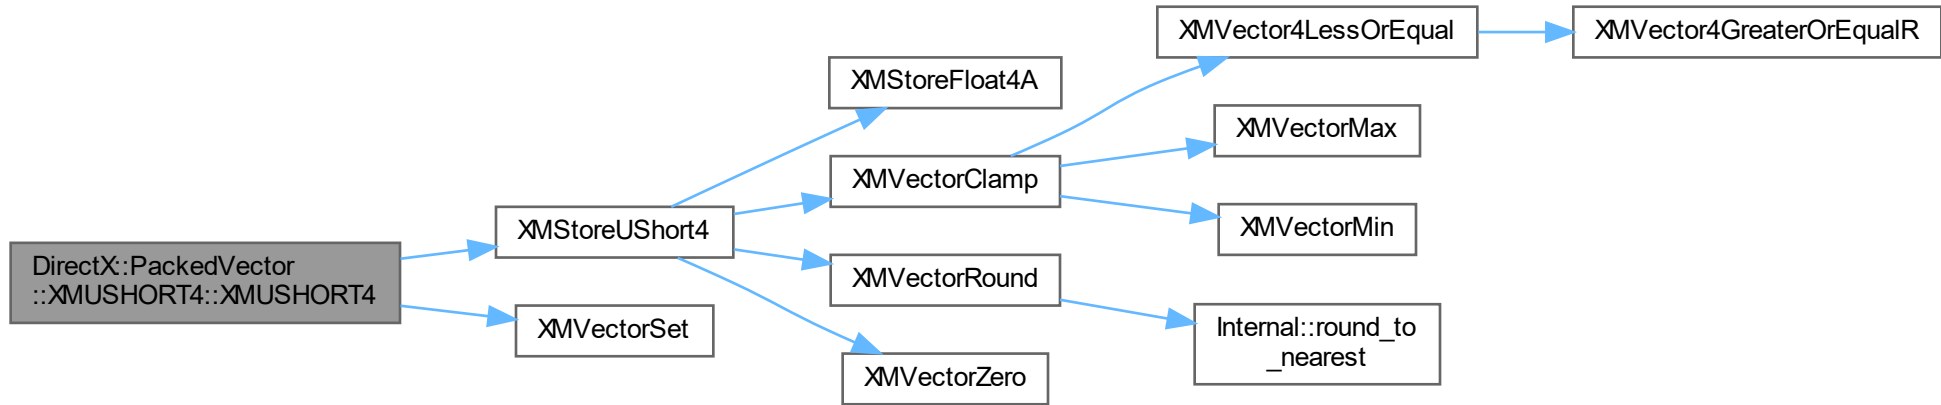 DirectX::PackedVector
::XMUSHORT4::XMUSHORT4
XMStoreUShort4
XMVectorSet
XMStoreFloat4A
XMVectorClamp
XMVectorRound
XMVectorZero
XMVector4LessOrEqual
XMVectorMax
XMVectorMin
Internal::round_to
_nearest
XMVector4GreaterOrEqualR